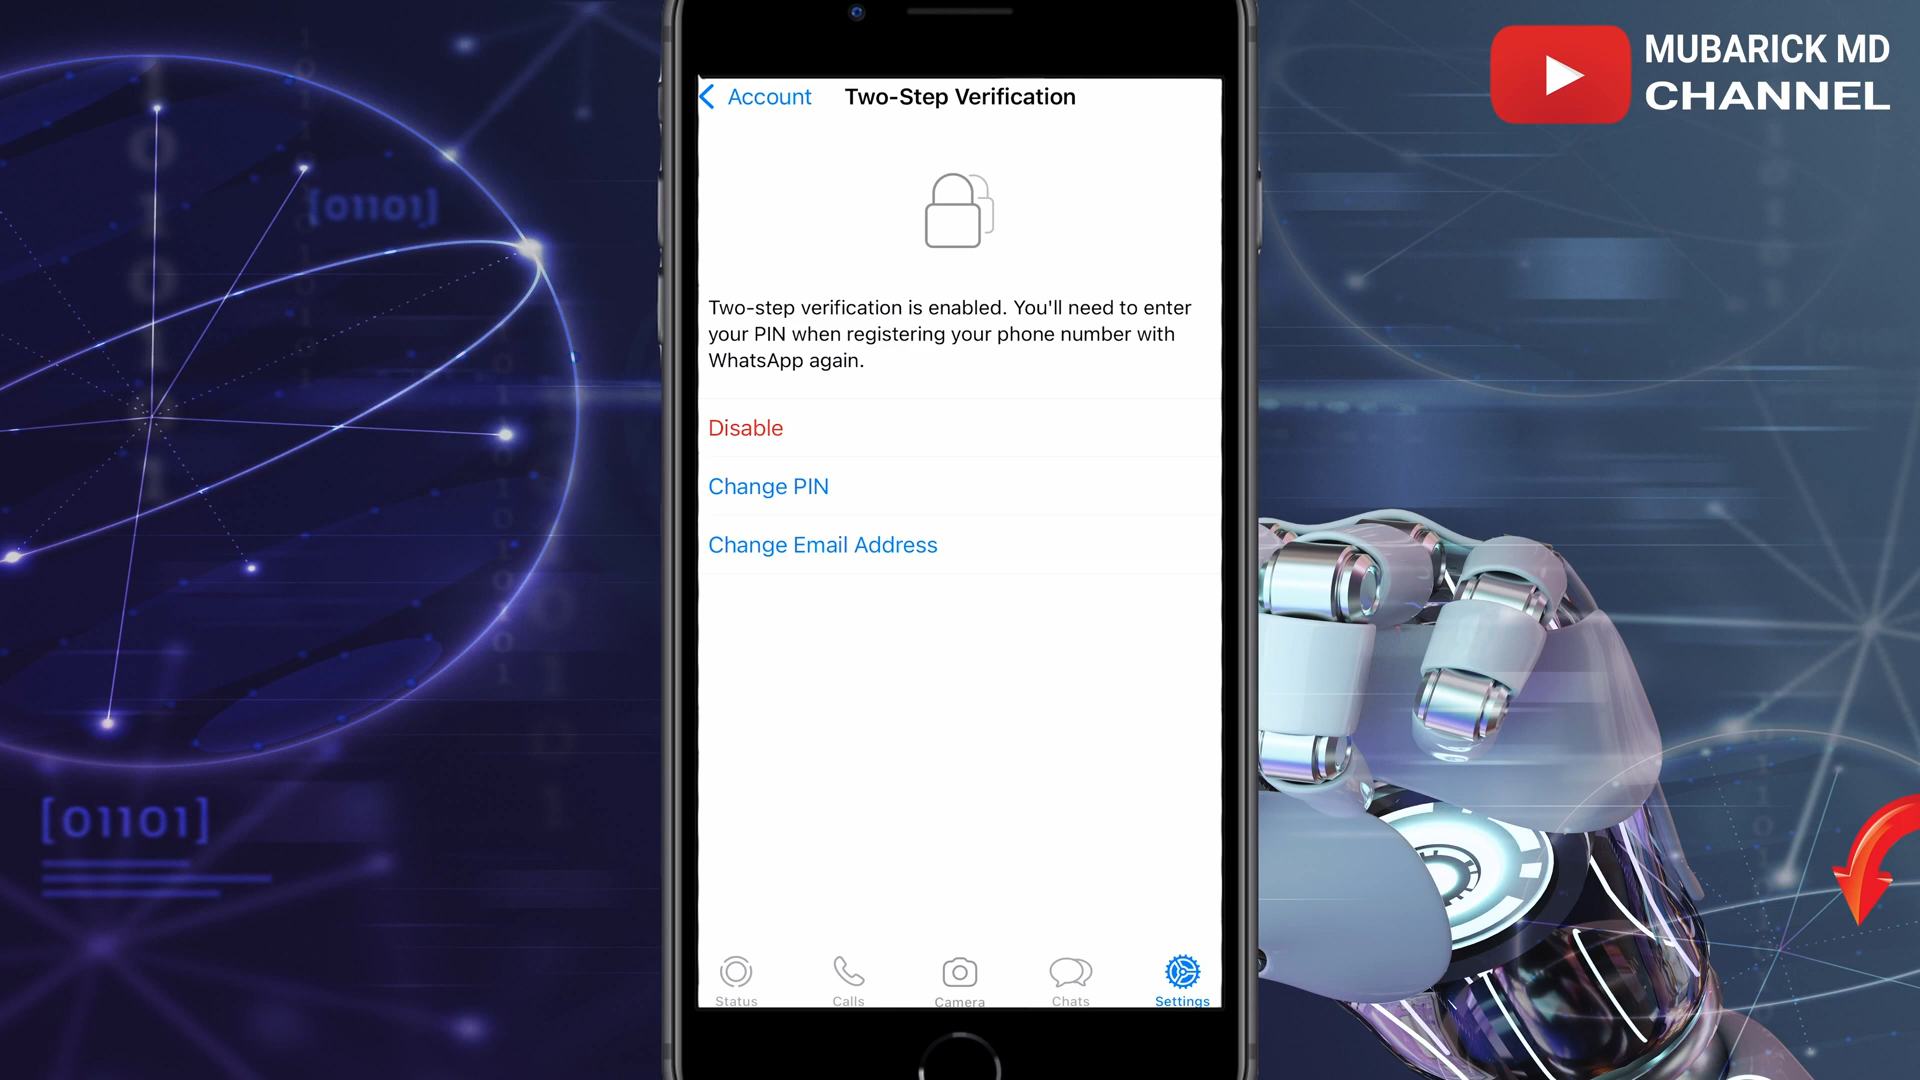 MUBARICK MD
CHANNEL
Account
Two-Step Verification
[01101]
Two-step verification is enabled. You'll need to enter
your PIN when registering your phone number with
WhatsApp again.
Disable
Change PIN
Change Email Address
[01101]
Status
Calls
Camera
Chats
Settings